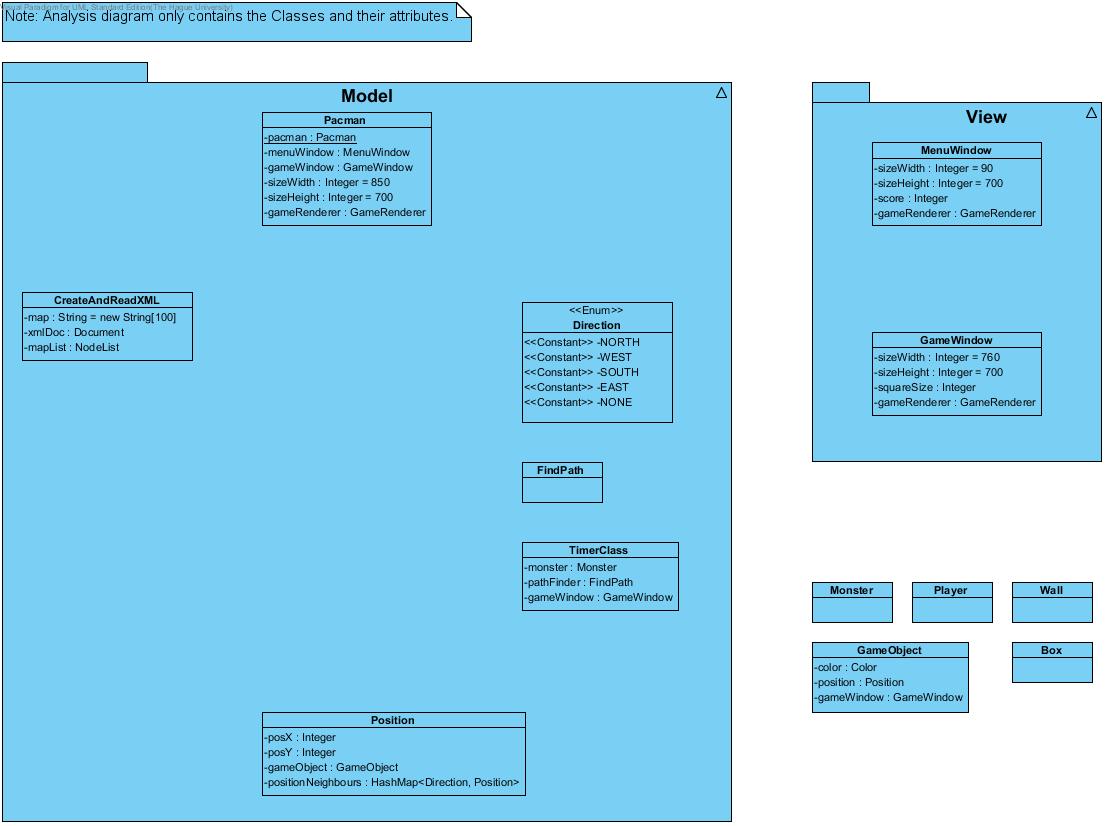 Visual Paradigm for UML Standard Edition(The Hague University)
Note: Analysis diagram only contains the Classes and their attributes.
Model
Pacman
-pacman : Pacman
-menuWindow : MenuWindow
-gameWindow : GameWindow
-sizeWidth : Integer = 850
-sizeHeight : Integer = 700
-gameRenderer : GameRenderer
CreateAndReadXML
-map : String = new String[100]
-xmlDoc : Document
-mapList : NodeList
<<Enum>>
Direction
<<Constant>> -NORTH
<<Constant>> -WEST
<<Constant>> -SOUTH
<<Constant>> -EAST
<<Constant>> -NONE
FindPath
TimerClass
-monster : Monster
-pathFinder : FindPath
-gameWindow : GameWindow
Position
-posX : Integer
-posY : Integer
-gameObject : GameObject
-positionNeighbours : HashMap<Direction, Position>
View
MenuWindow
-sizeWidth : Integer = 90
-sizeHeight : Integer = 700
-score : Integer
-gameRenderer : GameRenderer
GameWindow
-sizeWidth : Integer = 760
-sizeHeight : Integer = 700
-squareSize : Integer
-gameRenderer : GameRenderer
Monster
Player
Wall
GameObject
-color : Color
-position : Position
-gameWindow : GameWindow
Box